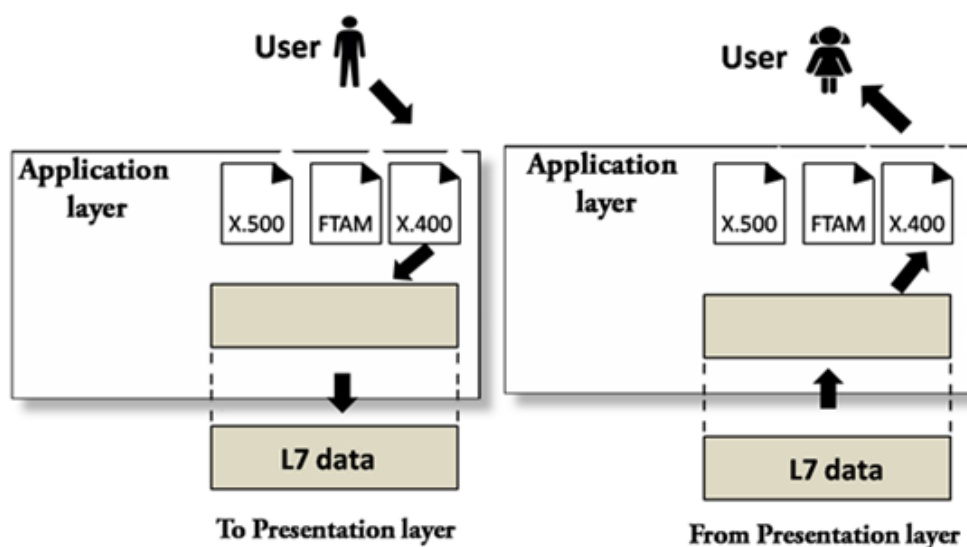 User
Application
layer
X.500 FTAM X.400
L7 data
To Presentation layer
User
Application
layer
X.500 FTAM X.400
L7 data
From Presentation layer